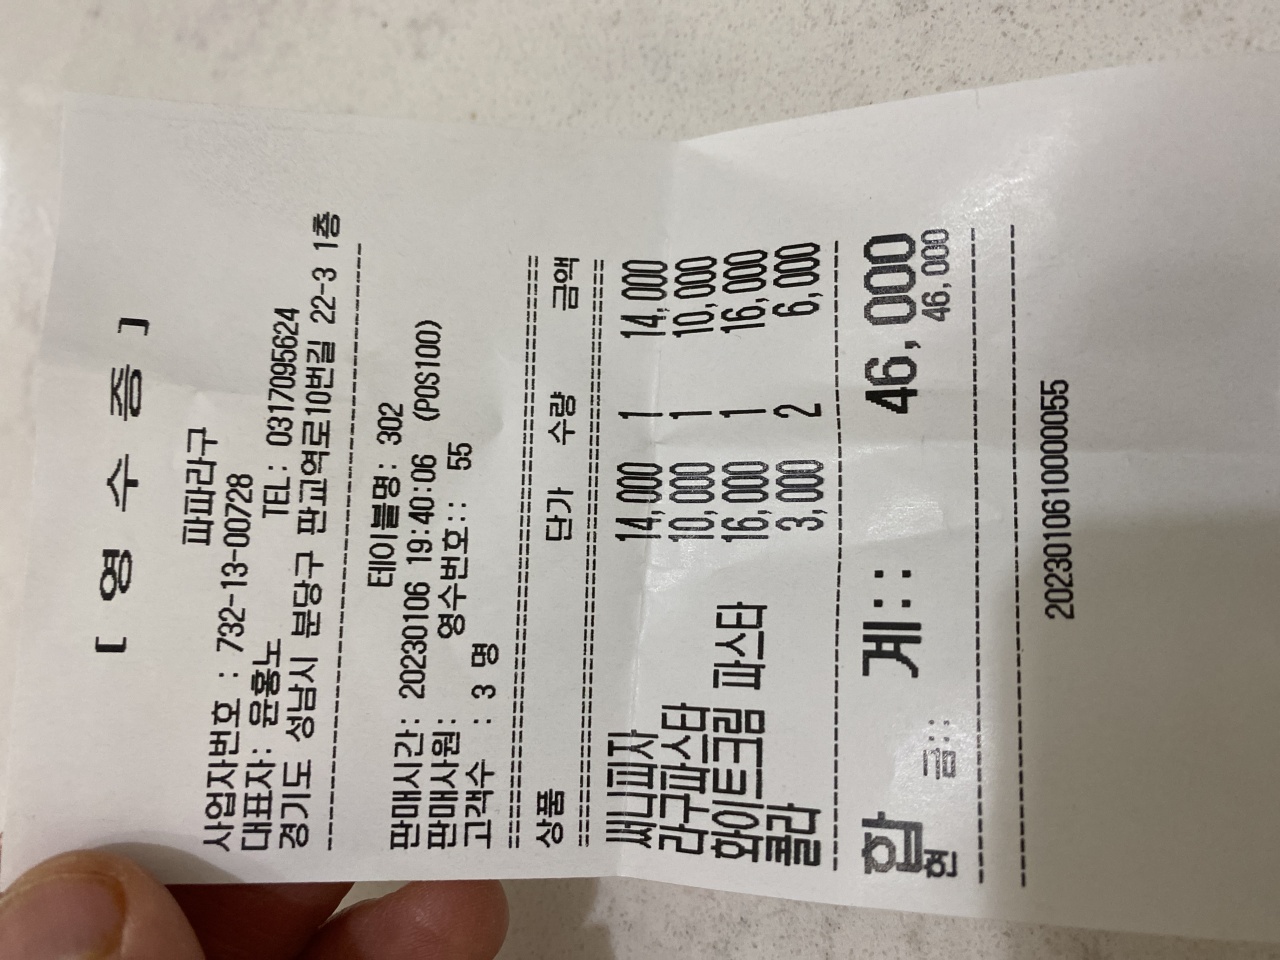 [ 영 수 증 ]
파파라구
사업자번호 : 732-13-00728
대표자: 윤홍노 TEL: 0317095624
경기도 성남시 분당구 판교역로10번길 22-3 1층
테이블명: 302
판매시간: 20230106 19:40:06 (POS100)
판매사원: 영수번호:: 55
고객수 : 3 명
상품 단가 수량 금액
써니피자 14,000 1 14,000
라구파스타 10,000 1 10,000
화이트크림 파스타 16,000 1 16,000
콜라 3,000 2 6,000
합 계:: 46,000
현 금:: 46,000
202301061000055